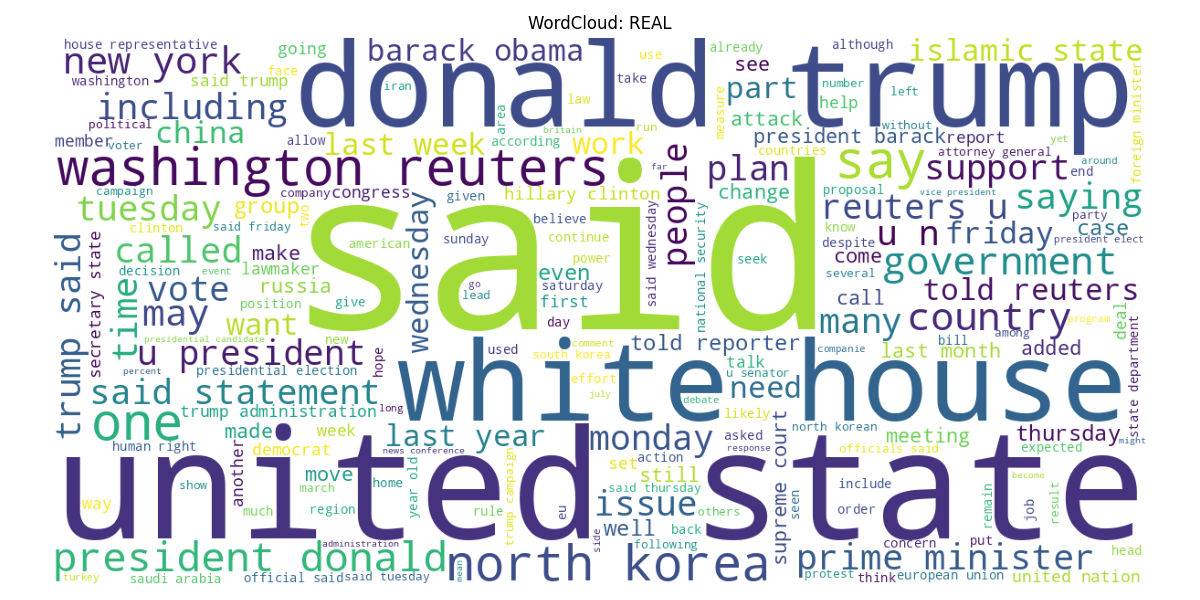 WordCloud: REAL
house representative
going
barack obama
use
already
although
islamic state
new york
donald trump
see
washington
said trump
face
iran
take
law
part
number
left
help
foreign minister
including
measure
attack
political
china
area
britain
run
without
member
voter
allow
last week
according
work
president barack
report
yet
washington reuters
said
people
far
countries
attorney general
around
plan
say
support
end
campaign
company
congress
given
hillary clinton
change
proposal
vice president
saying
tuesday
group
two
wednesday
believe
said wednesday
national security
reuters u
party
clinton
said friday
know
case
trump said
secretary state
called
make
american
sunday
continue
u n
friday
president elect
despite
decision
event
lawmaker
power
seek
come
government
time
vote
russia
even
go
lead
saturday
first
several
told reuters
position
give
call
deal
may
want
day
many
country
program
presidential candidate
new
hope
used
comment
told reporter
companie
bill
among
u president
south korea
talk
last month
added
state department
percent
presidential election
effort
white house
u senator
need
said statement
july
debate
trump administration
long
likely
north korean
one
made
week
last year
monday
asked
supreme court
meeting
thursday
might
human right
democrat
news conference
response
officials said
expected
another
united state
action
set
still
move
year old
trump campaign
show
march
home
said thursday
seen
include
become
way
much
region
rule
eu
issue
others
order
remain
job
result
well
back
side
president donald
administration
following
concern
put
north korea
prime minister
head
turkey
saudi arabia
official said
said tuesday
mean
protest
think
european union
united nation